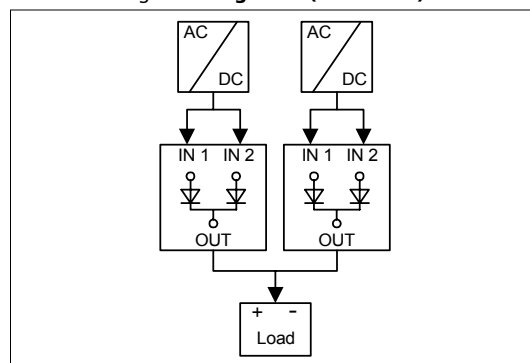 AC AC
DC DC
IN 1 IN 2 IN 1 IN 2
OUT OUT
+ -
Load